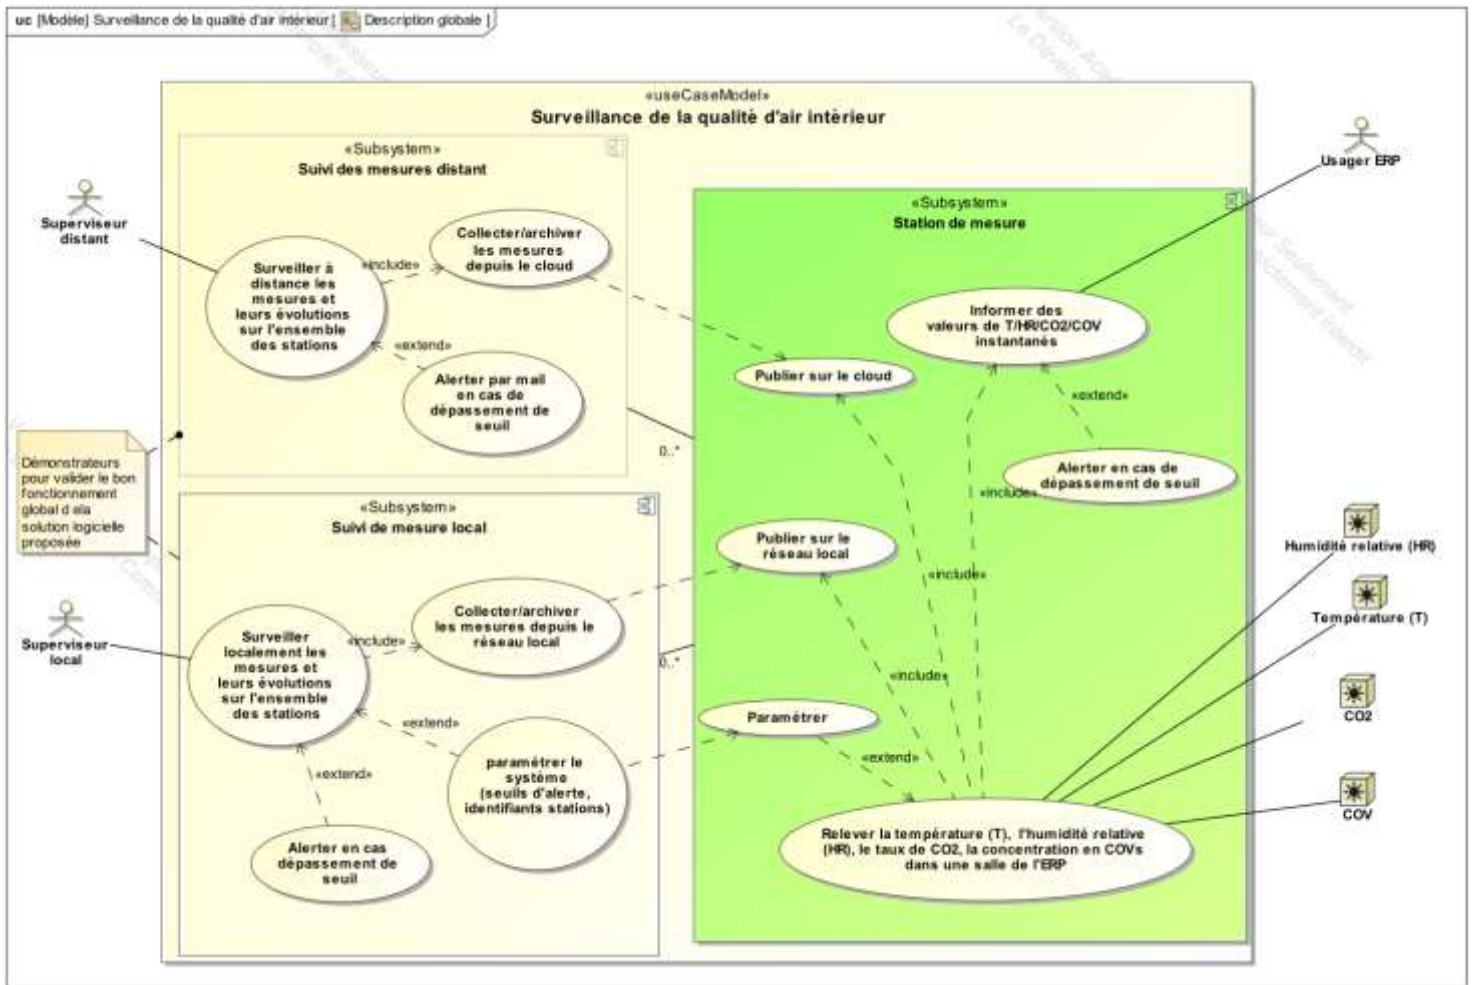 uc [Modèle] Surveillance de la qualité d'air intérieur [ Description globale ]
«useCaseModel»
Surveillance de la qualité d'air intérieur
«Subsystem»
Suivi des mesures distant
Superviseur
distant
Surveiller à
distance les
mesures et
leurs évolutions
sur l'ensemble
des stations
«include»
Collecter/archiver
les mesures
depuis le cloud
«extend»
Alerter par mail
en cas de
dépassement de
seuil
Démonstrateurs
pour valider le bon
fonctionnement
global d ela
solution logicielle
proposée
«Subsystem»
Suivi de mesure local
Superviseur
local
Surveiller
localement les
mesures et
leurs évolutions
sur l'ensemble
des stations
«include»
Collecter/archiver
les mesures depuis le
réseau local
«extend»
paramétrer le
système
(seuils d'alerte,
identifiants stations)
«extend»
Alerter en cas
dépassement de
seuil
0..*
0..*
«Subsystem»
Station de mesure
Usager ERP
Informer des
valeurs de T/HR/CO2/COV
instantanés
Publier sur le cloud
«extend»
Alerter en cas de
dépassement de seuil
«include»
Publier sur le
réseau local
«include»
«include»
Paramétrer
«extend»
Relever la température (T), l'humidité relative
(HR), le taux de CO2, la concentration en COVs
dans une salle de l'ERP
Humidité relative (HR)
Température (T)
CO2
COV